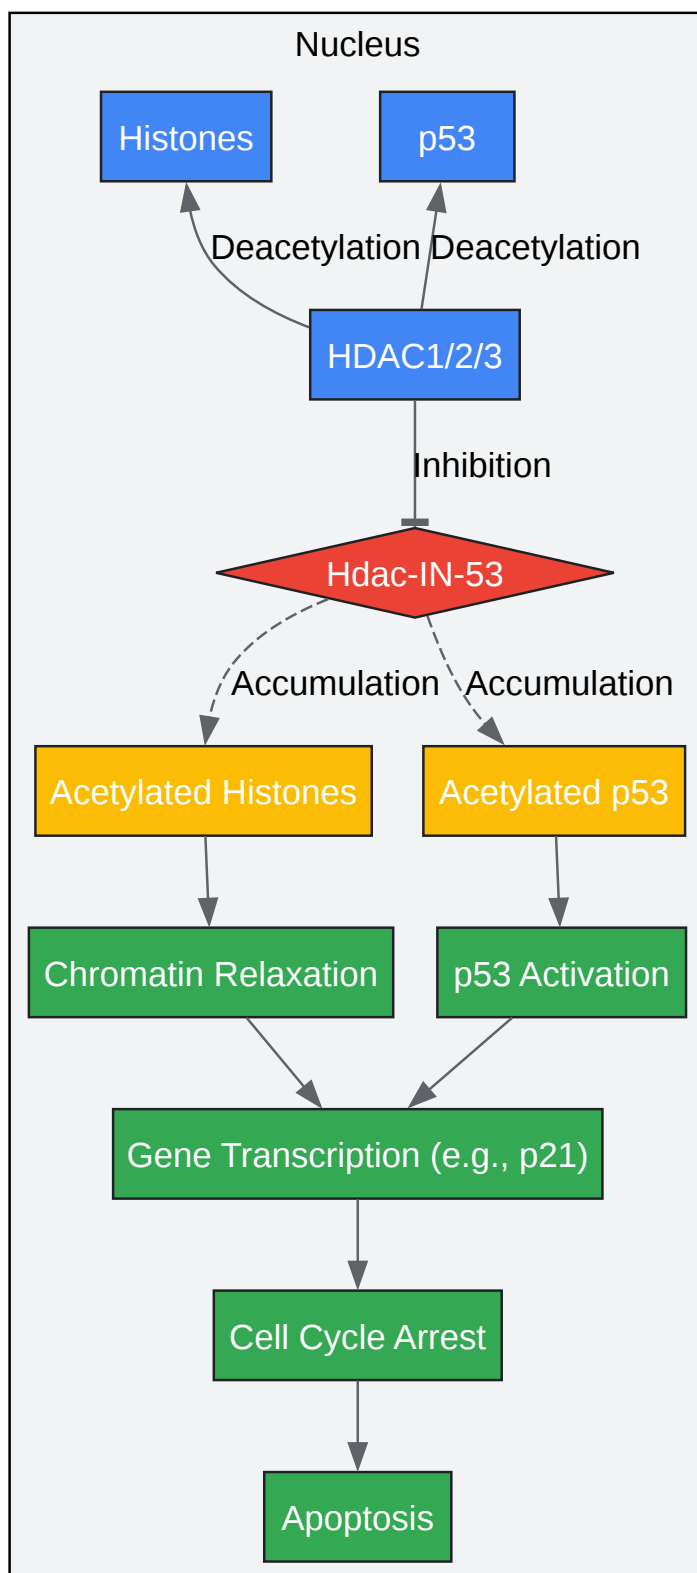 Nucleus
Histones
p53
Deacetylation
Deacetylation
HDAC1/2/3
Inhibition
Hdac-IN-53
Accumulation
Accumulation
Acetylated Histones
Acetylated p53
Chromatin Relaxation
p53 Activation
Gene Transcription (e.g., p21)
Cell Cycle Arrest
Apoptosis